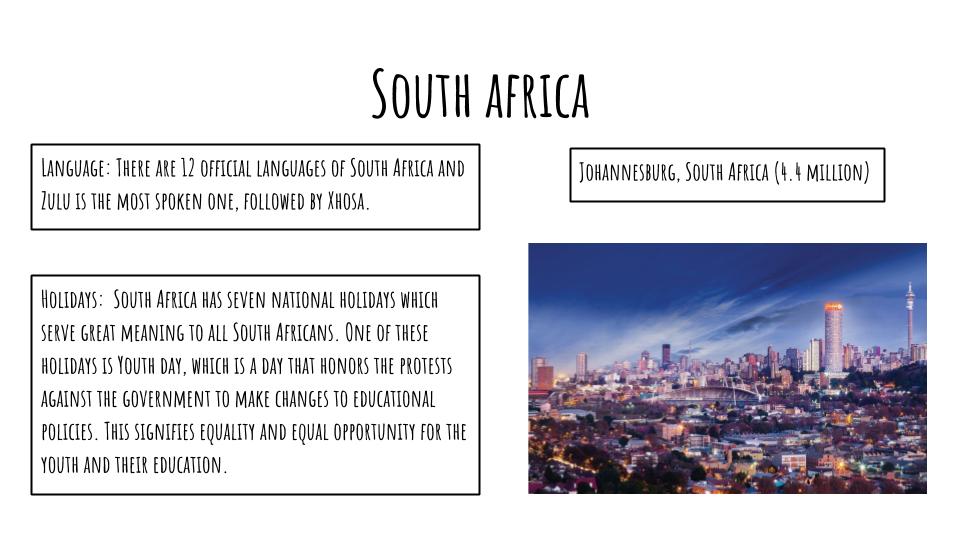 South africa
Language: There are 12 official languages of South Africa and
Zulu is the most spoken one, followed by Xhosa.
Johannesburg, South Africa (4.4 million)
Holidays:  South Africa has seven national holidays which
serve great meaning to all South Africans. One of these
holidays is Youth day, which is a day that honors the protests
against the government to make changes to educational
policies. This signifies equality and equal opportunity for the
youth and their education.